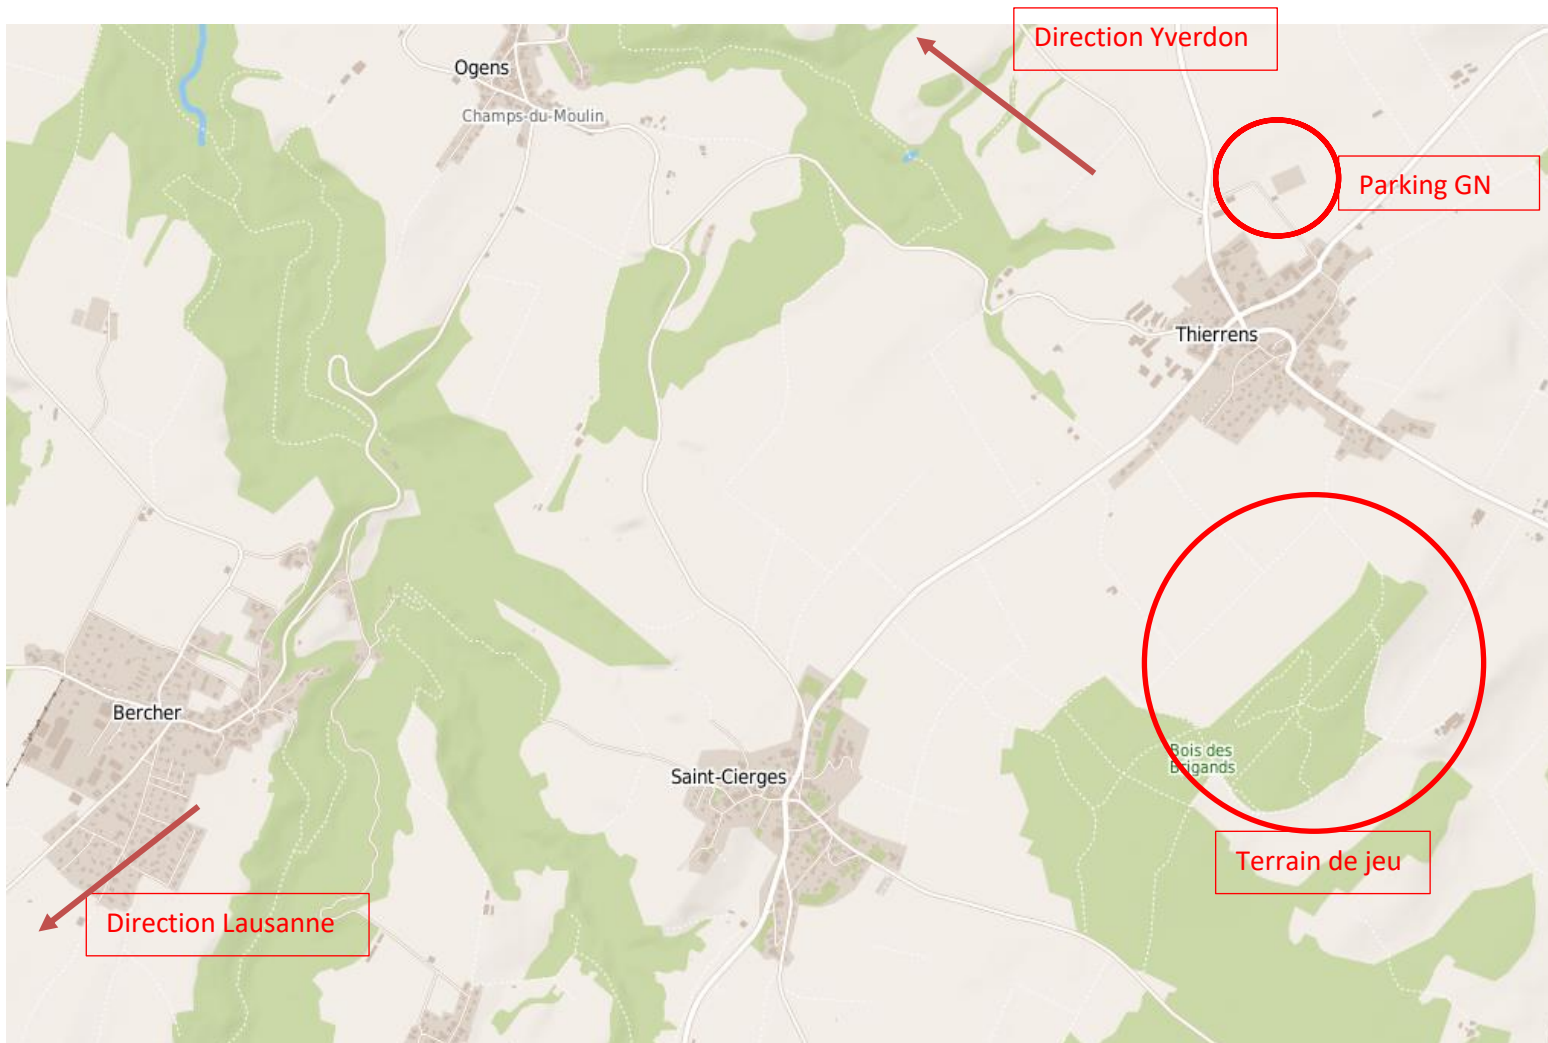 Direction Yverdon
Ogens
Champs-du-Moulin
Parking GN
Thierrens
Bercher
Saint-Cierges
Bois des
Brigands
Terrain de jeu
Direction Lausanne